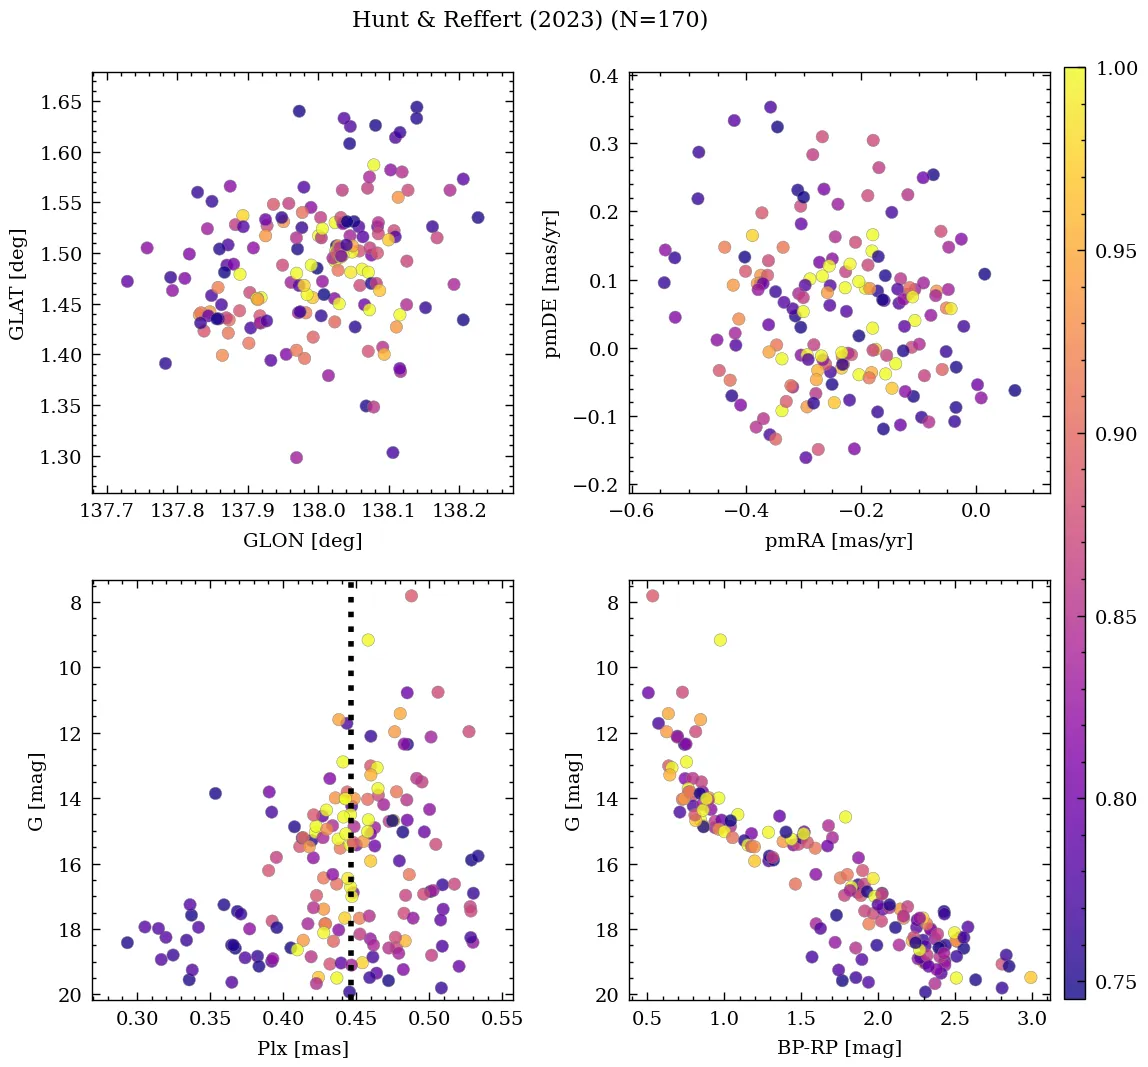 Hunt & Reffert (2023) (N=170)
GLAT [deg]
1.65
1.60
1.55
1.50
1.45
1.40
1.35
1.30
137.7 137.8 137.9 138.0 138.1 138.2
GLON [deg]
pmDE [mas/yr]
0.4
0.3
0.2
0.1
0.0
−0.1
−0.2
−0.6 −0.4 −0.2 0.0
pmRA [mas/yr]
G [mag]
8
10
12
14
16
18
20
0.30 0.35 0.40 0.45 0.50 0.55
Plx [mas]
G [mag]
8
10
12
14
16
18
20
0.5 1.0 1.5 2.0 2.5 3.0
BP-RP [mag]
1.00
0.95
0.90
0.85
0.80
0.75